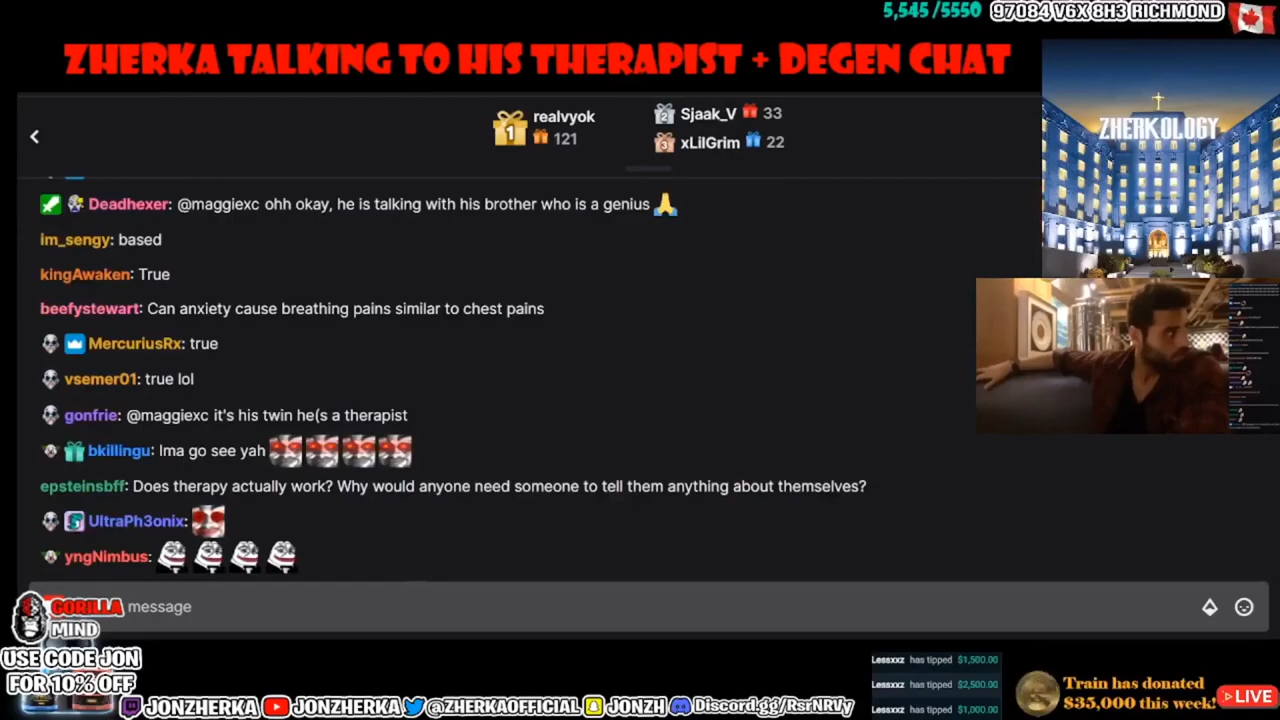 5,545 /5550
97084 V6X 8H3 RICHMOND
ZHERKA TALKING TO HIS THERAPIST + DEGEN CHAT
ZHERKOLOGY
1
realvyok
121
2 Sjaak_V 33
3 xLilGrim 22
Deadhexer: @maggiexc ohh okay, he is talking with his brother who is a genius
im_sengy: based
kingAwaken: True
beefystewart: Can anxiety cause breathing pains similar to chest pains
MercuriusRx: true
vsemer01: true lol
gonfrie: @maggiexc it's his twin he(s a therapist
bkillingu: Ima go see yah
epsteinsbff: Does therapy actually work? Why would anyone need someone to tell them anything about themselves?
UltraPh3onix:
yngNimbus:
message
GORILLA
MIND
USE CODE JON
FOR 10% OFF
JONZHERKA JONZHERKA @ZHERKAOFFICIAL JONZH Discord.gg/RsrNRVy
Lessxxz has tipped $1,500.00
Lessxxz has tipped $2,500.00
Lessxxz has tipped $1,000.00
Train has donated
$35,000 this week!
LIVE